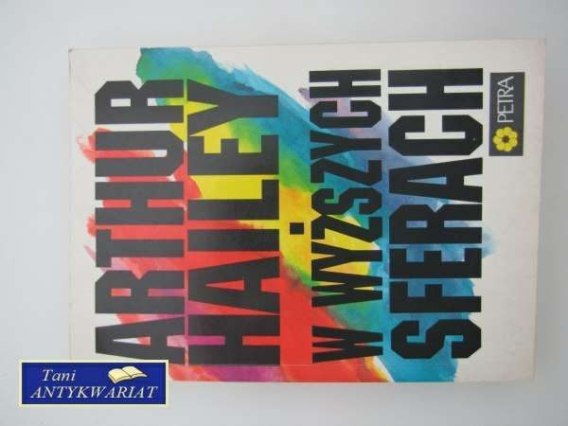 ARTHUR
HAILEY
W WYŻSZYCH
SFERACH
PETRA
Tani
ANTYKWARIAT